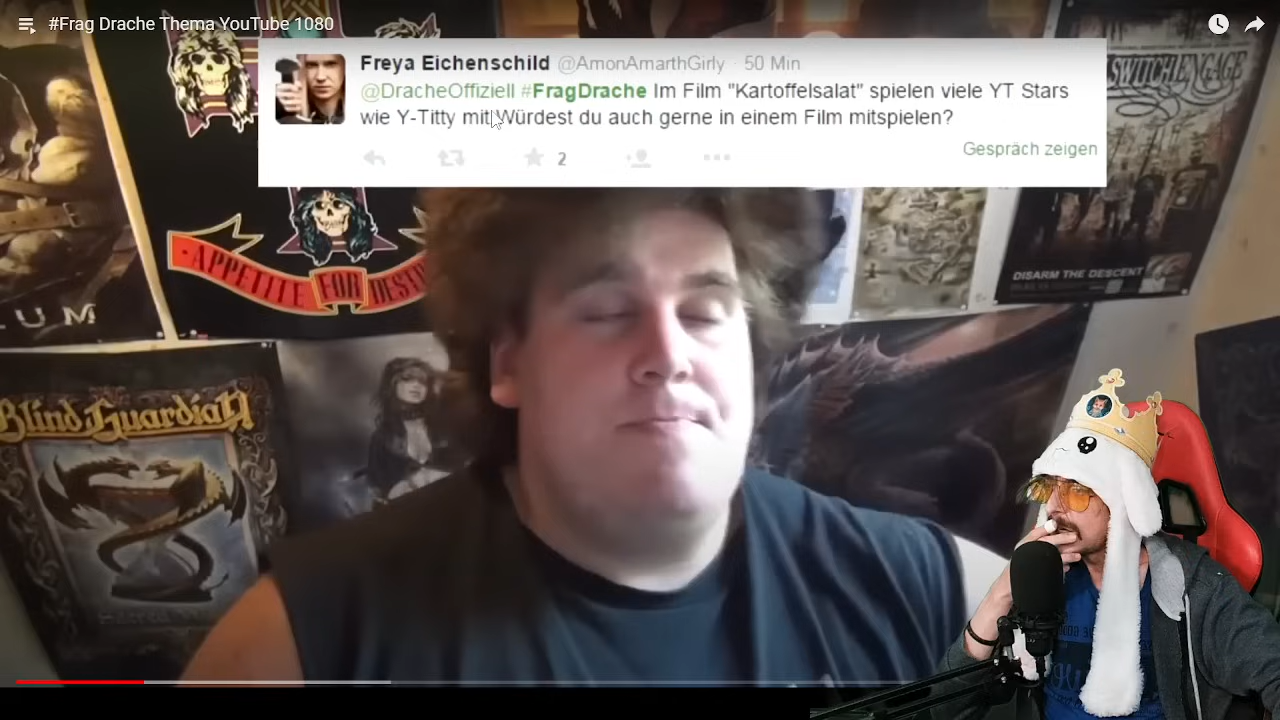 #Frag Drache Thema YouTube 1080
Freya Eichenschild @AmonAmarthGirly · 50 Min
@DracheOffiziell #FragDrache Im Film "Kartoffelsalat" spielen viele YT Stars
wie Y-Titty mit. Würdest du auch gerne in einem Film mitspielen?
2
Gespräch zeigen
APPETITE FOR
DISARM THE DESCENT
Blind Guardian